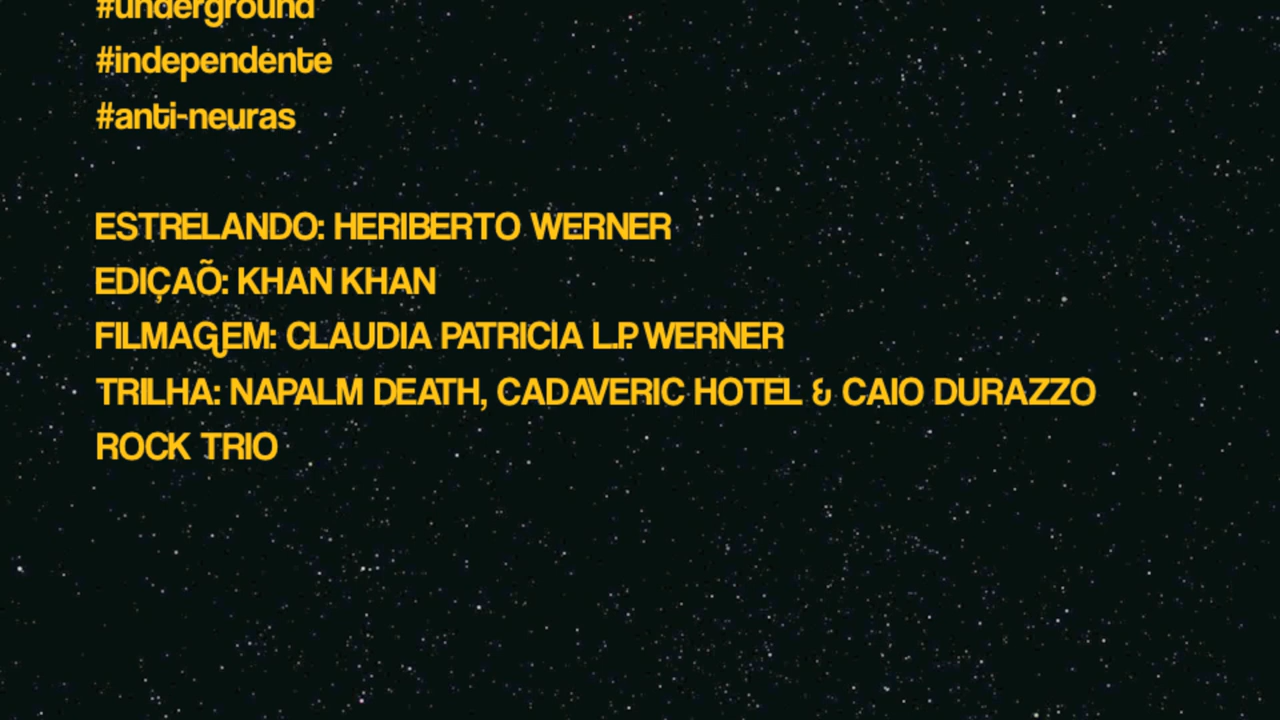 #underground
#independente
#anti-neuras
ESTRELANDO: HERIBERTO WERNER
EDIÇAÕ: KHAN KHAN
FILMAGEM: CLAUDIA PATRICIA L.P. WERNER
TRILHA: NAPALM DEATH, CADAVERIC HOTEL & CAIO DURAZZO
ROCK TRIO